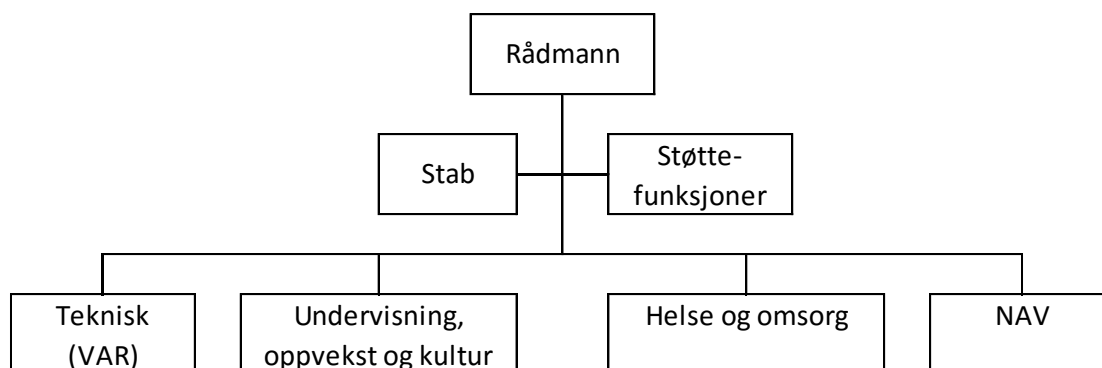 Rådmann
Stab
Støtte-
funksjoner
Teknisk
(VAR)
Undervisning,
oppvekst og kultur
Helse og omsorg
NAV